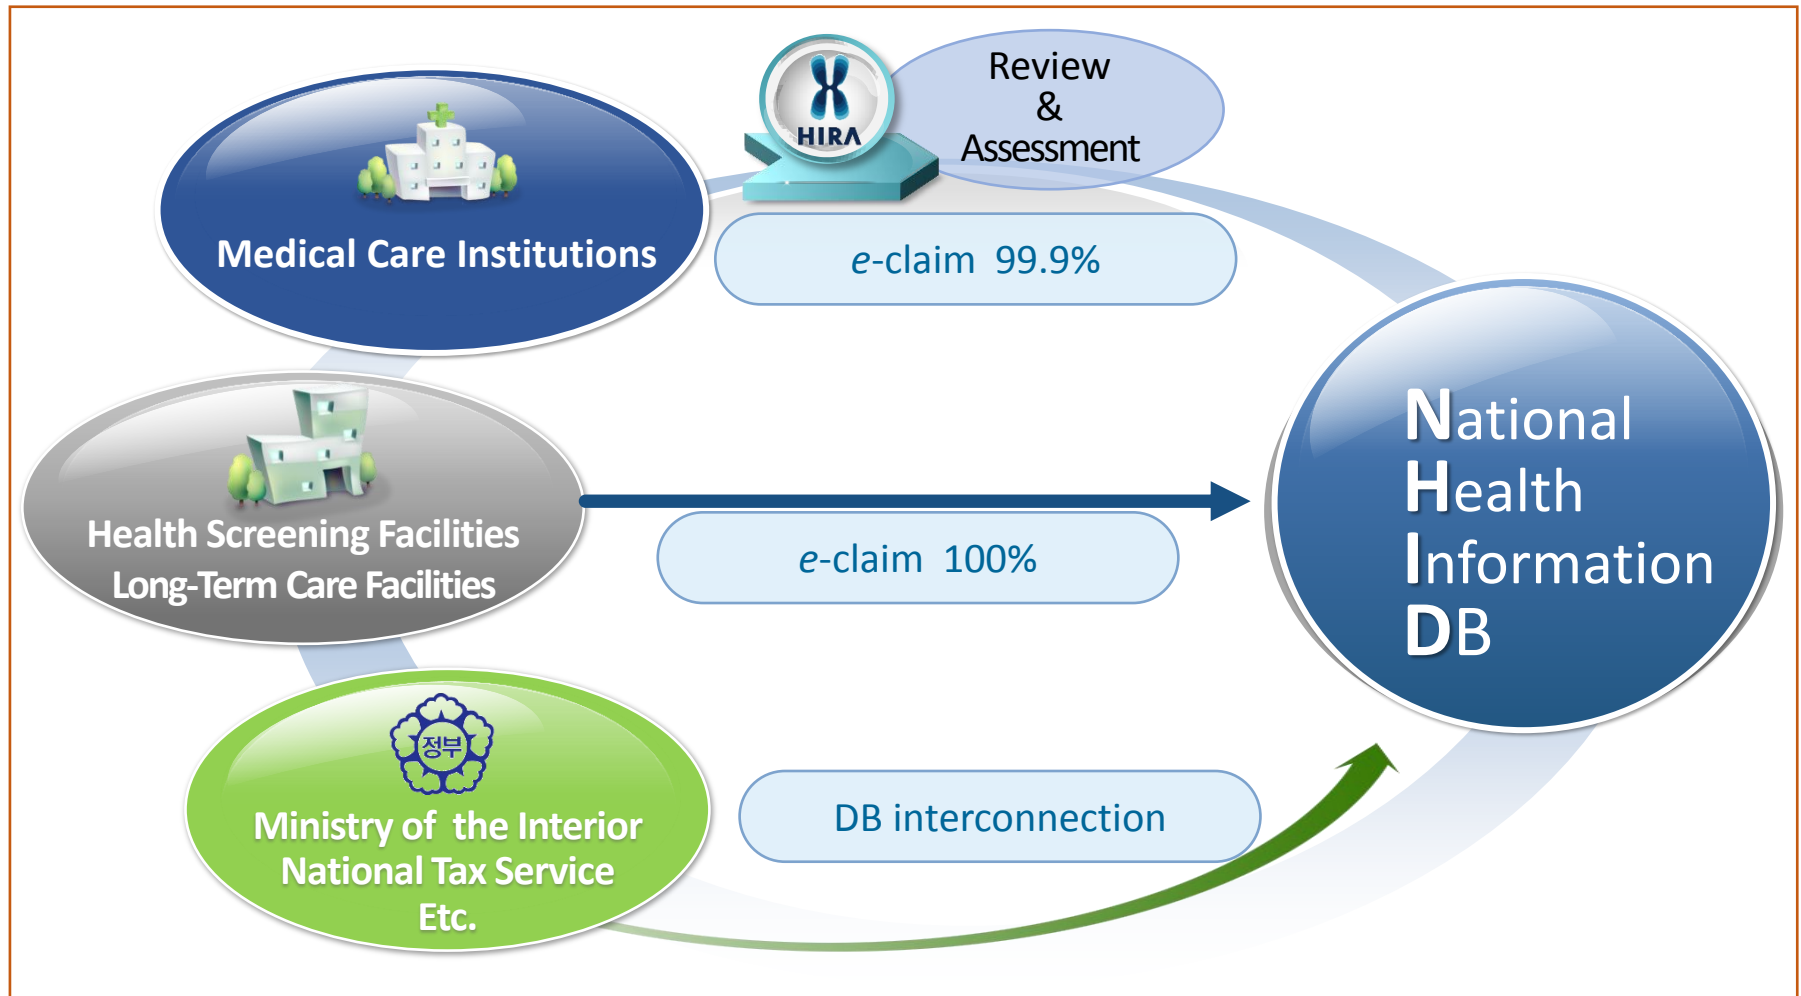 HIRA
Review
&
Assessment
Medical Care Institutions
e-claim 99.9%
Health Screening Facilities
Long-Term Care Facilities
e-claim 100%
National
Health
Information
DB
정부
Ministry of the Interior
National Tax Service
Etc.
DB interconnection